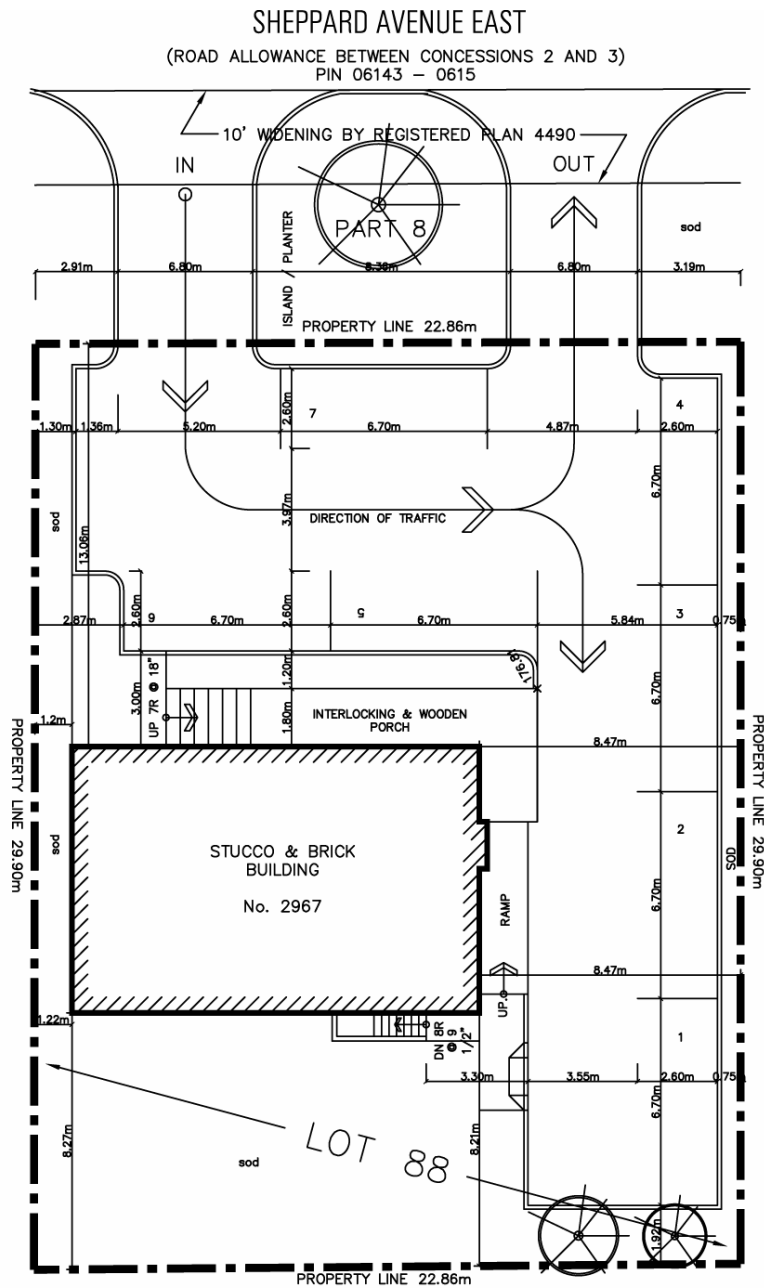 SHEPPARD AVENUE EAST
(ROAD ALLOWANCE BETWEEN CONCESSIONS 2 AND 3)
PIN 06143 – 0615
10' WIDENING BY REGISTERED PLAN 4490
IN
OUT
PART 8
sod
ISLAND / PLANTER
2.91m
6.80m
8.36m
6.80m
3.19m
PROPERTY LINE 22.86m
7
4
2.60m
1.30m
1.36m
5.20m
6.70m
4.87m
2.60m
6.70m
3.97m
DIRECTION OF TRAFFIC
sod
13.06m
2.60m
2.60m
2.87m
6
6.70m
5
6.70m
5.84m
3
0.75m
176.81
1.20m
3.00m
UP 7R @ 18"
1.80m
6.70m
INTERLOCKING & WOODEN
PORCH
1.2m
8.47m
PROPERTY LINE 29.90m
PROPERTY LINE 29.90m
sod
STUCCO & BRICK
BUILDING
No. 2967
2
SOD
6.70m
RAMP
8.47m
UP.
1.22m
DN 8R
@ 9
1/2"
1
3.30m
3.55m
2.60m
0.75m
6.70m
LOT 88
8.27m
8.21m
sod
1.92m
PROPERTY LINE 22.86m